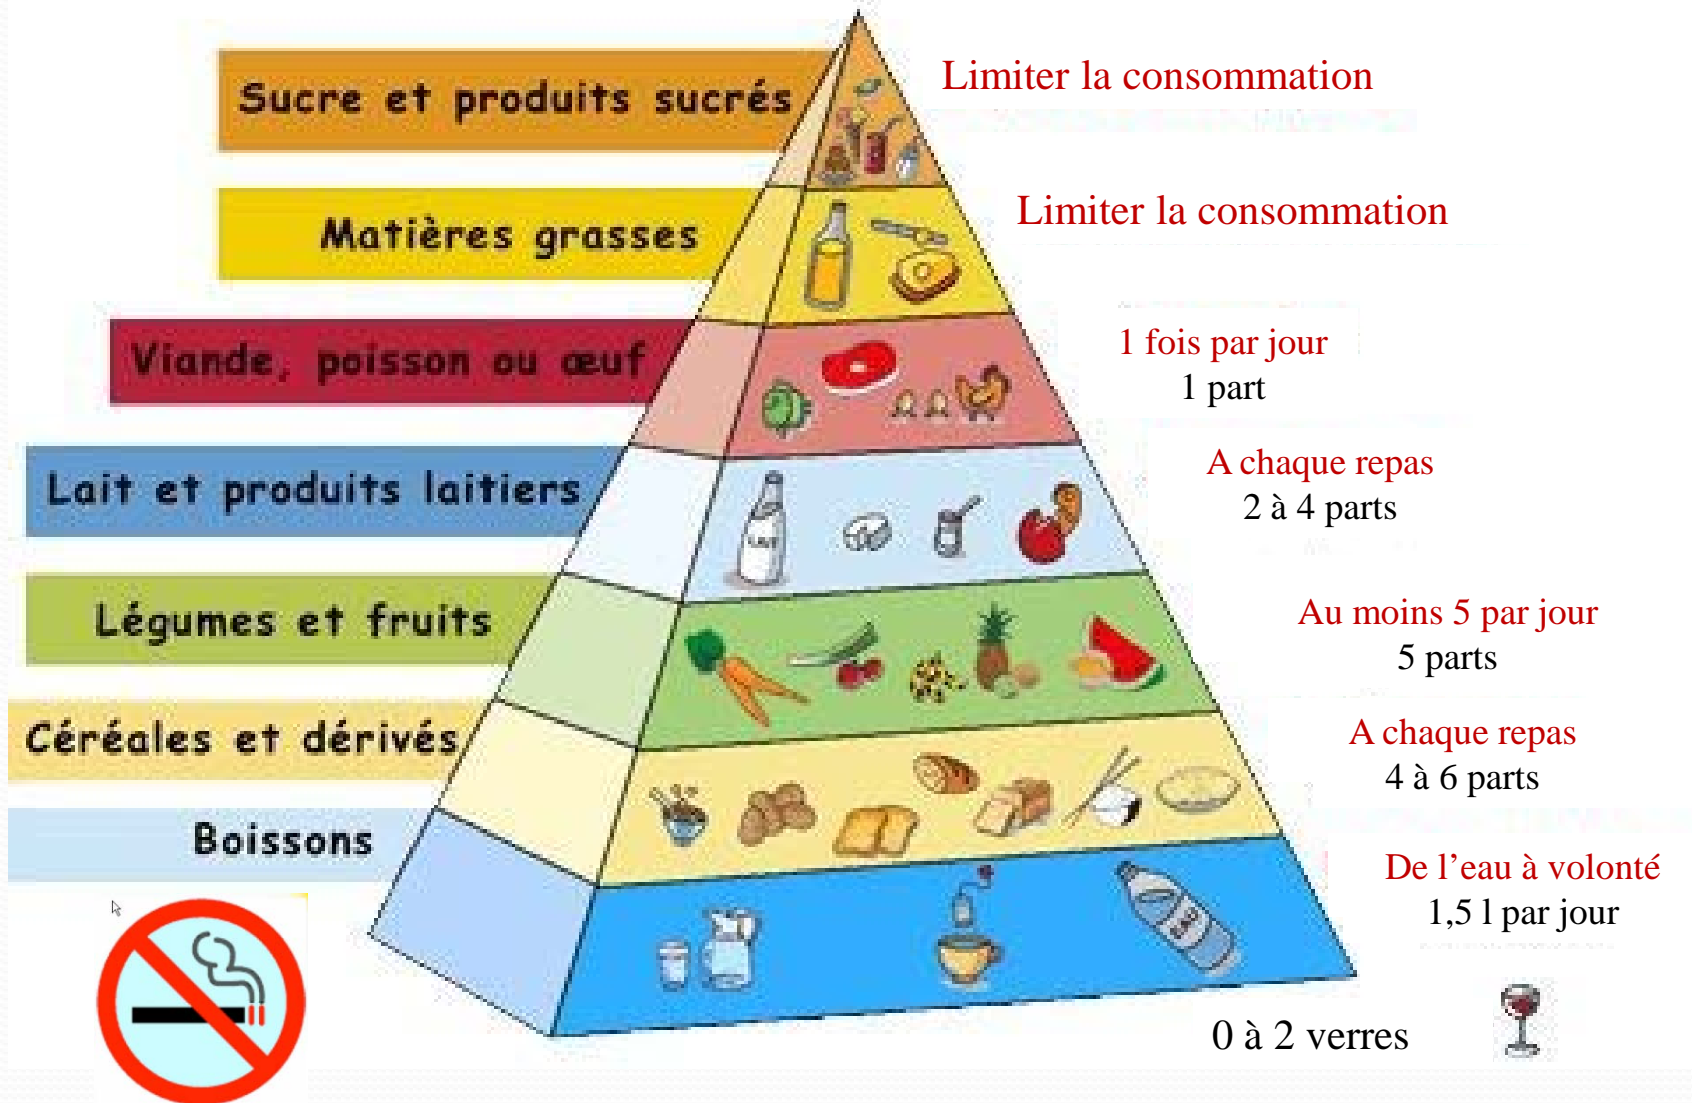 Sucre et produits sucrés
Limiter la consommation
Matières grasses
Limiter la consommation
Viande, poisson ou œuf
1 fois par jour
1 part
Lait et produits laitiers
A chaque repas
2 à 4 parts
LAIT
Légumes et fruits
Au moins 5 par jour
5 parts
Céréales et dérivés
A chaque repas
4 à 6 parts
Boissons
De l’eau à volonté
1,5 l par jour
EAU
0 à 2 verres